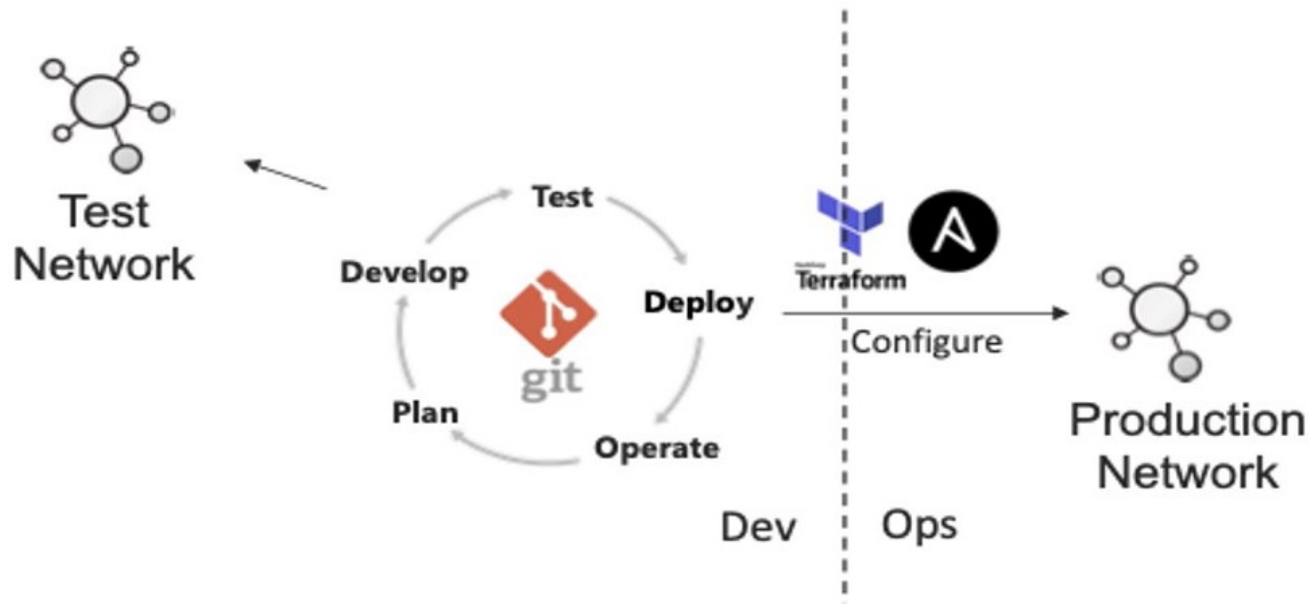 Test
Network
Test
Develop
Deploy
git
Plan
Operate
Terraform
Configure
Production
Network
Dev
Ops